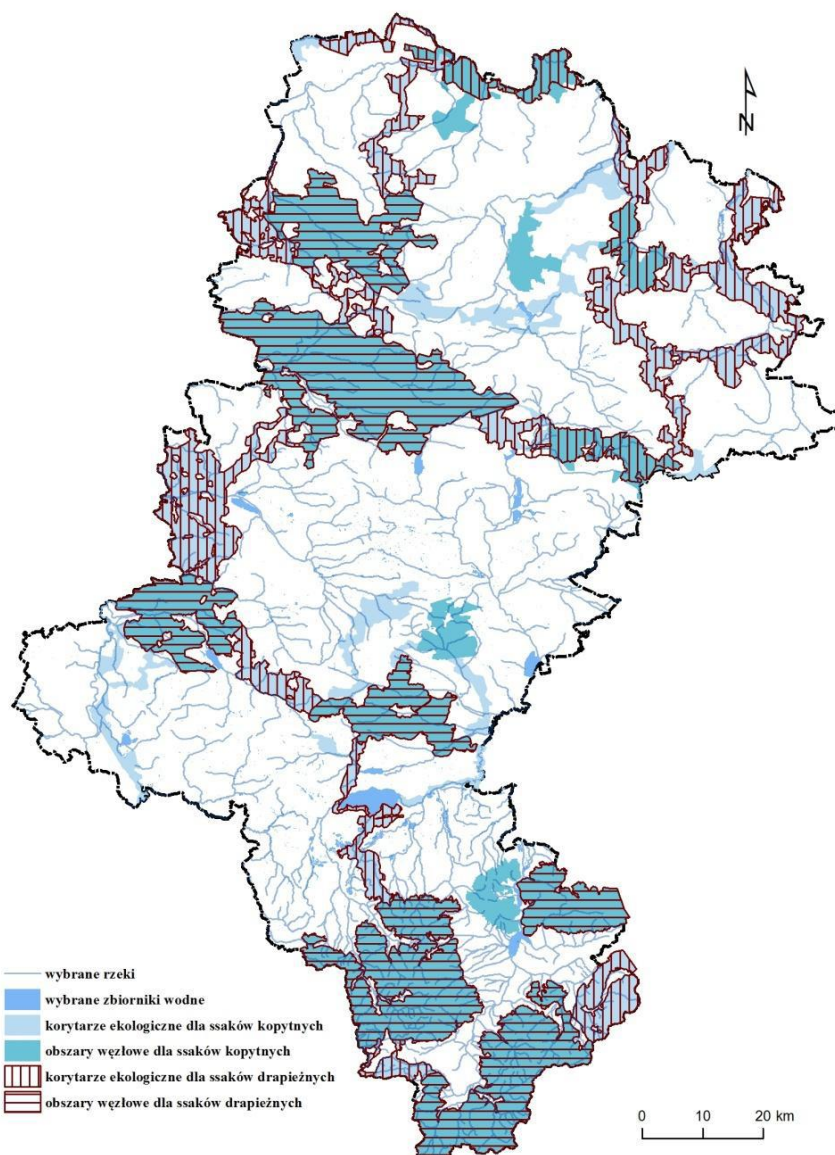 N
wybrane rzeki
wybrane zbiorniki wodne
korytarze ekologiczne dla ssaków kopytnych
obszary węzłowe dla ssaków kopytnych
korytarze ekologiczne dla ssaków drapieżnych
obszary węzłowe dla ssaków drapieżnych
0 10 20 km